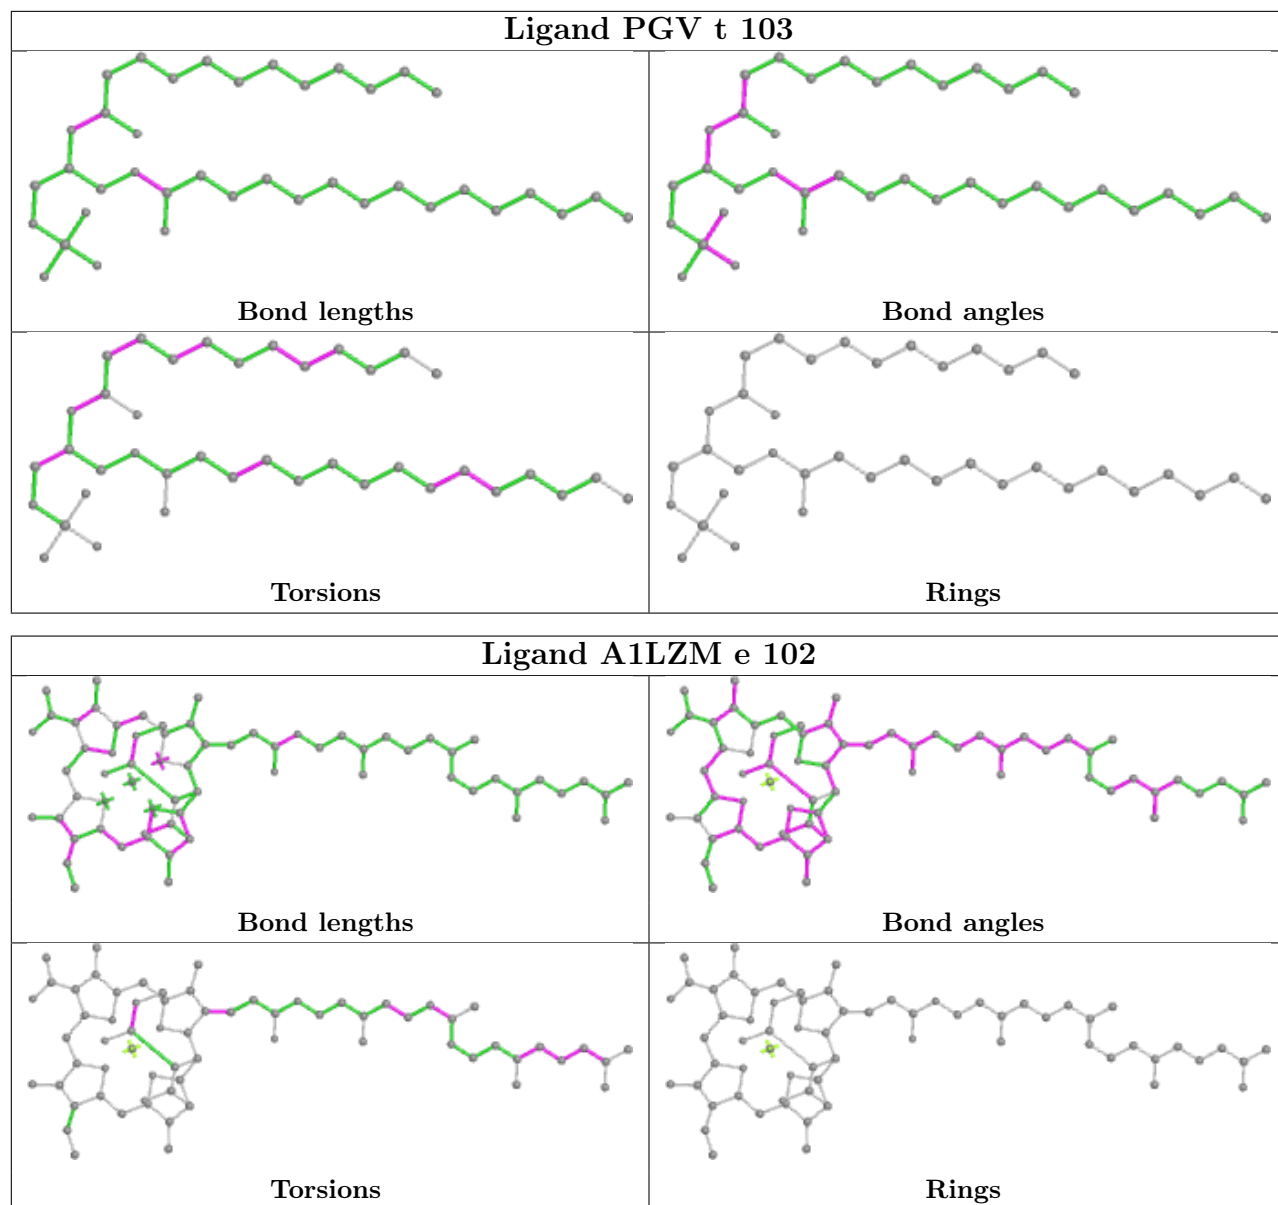 Ligand PGV t 103
Bond lengths
Bond angles
Torsions
Rings
Ligand A1LZM e 102
Bond lengths
Bond angles
Torsions
Rings